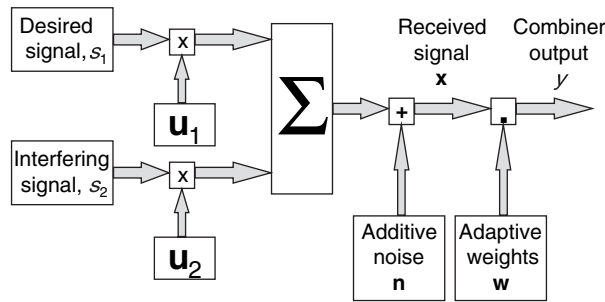 Desired
signal, s1
x
u1
Interfering
signal, s2
x
u2
Σ
+
Received
signal
x
.
Combiner
output
y
Additive
noise
n
Adaptive
weights
w